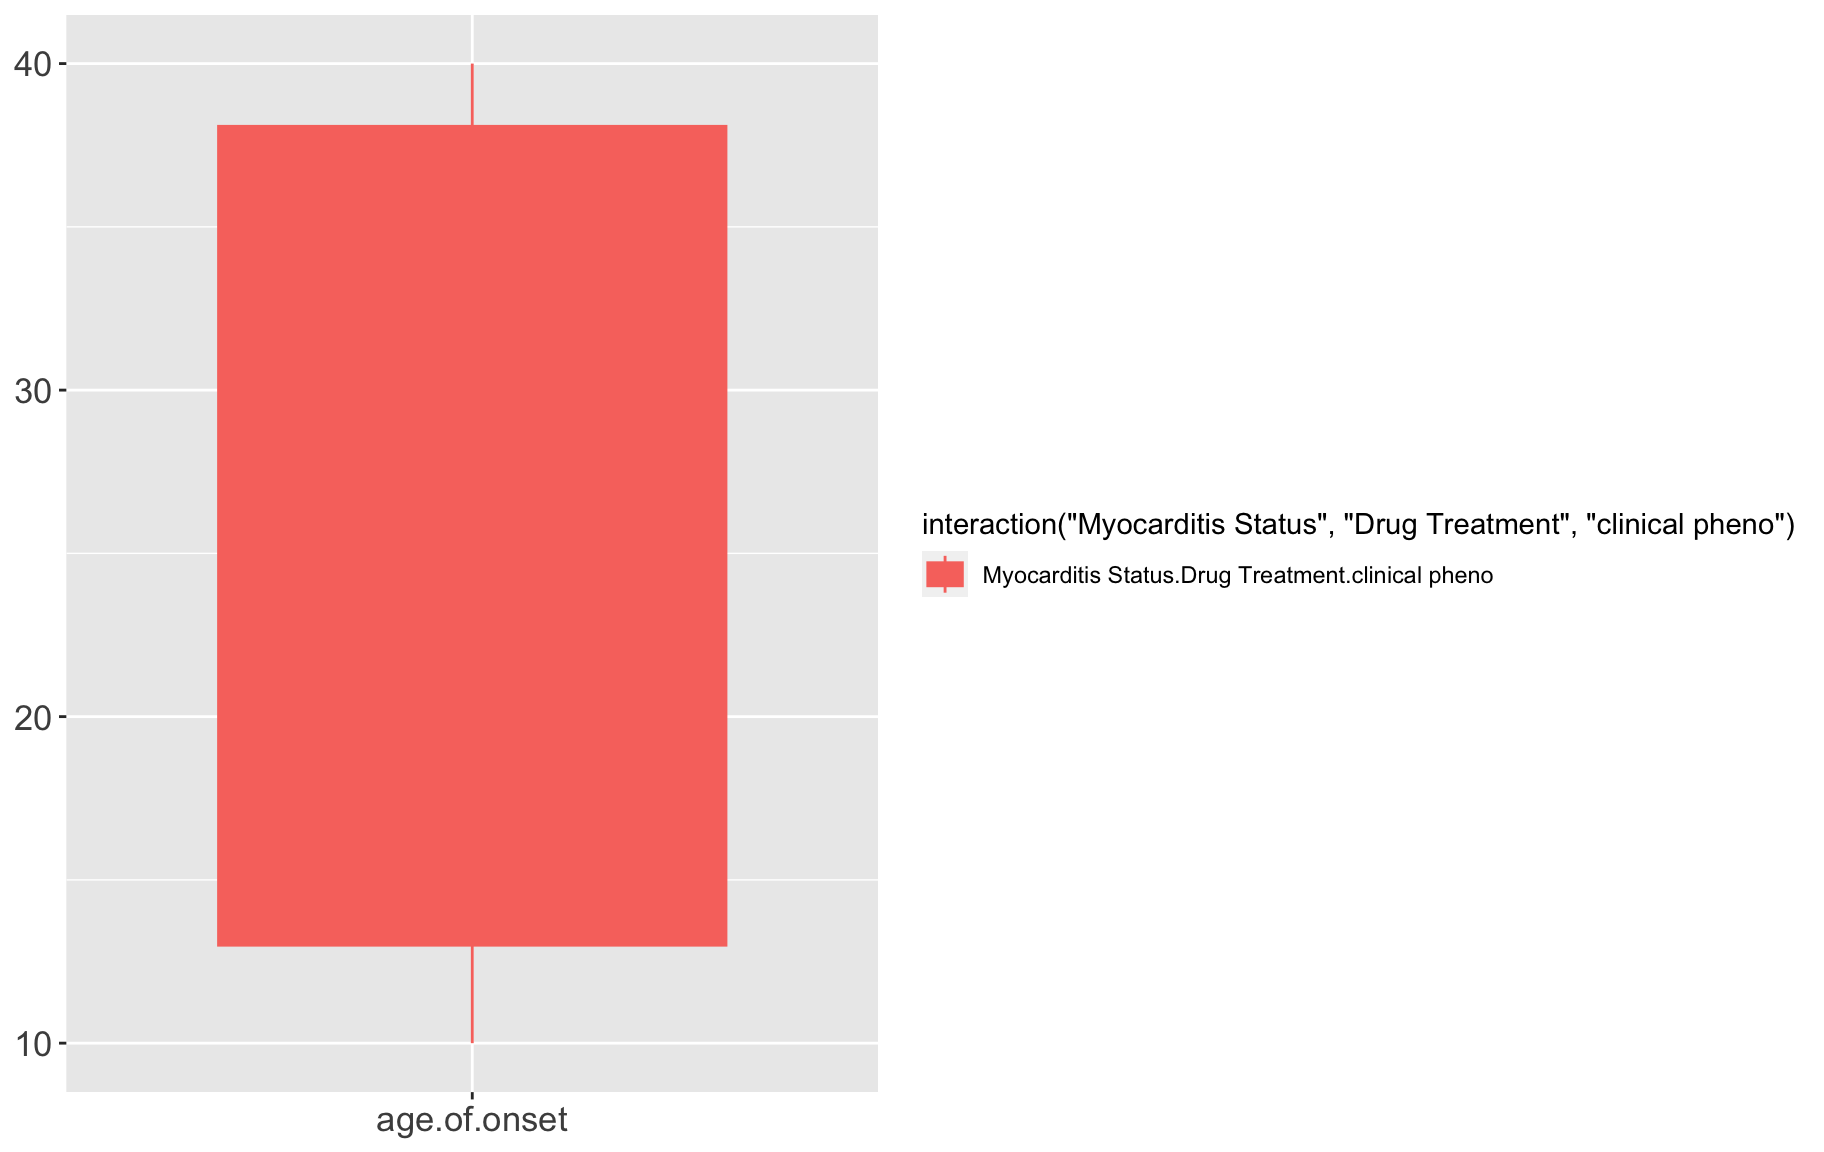 40
30
20
10
age.of.onset
interaction("Myocarditis Status", "Drug Treatment", "clinical pheno")
Myocarditis Status.Drug Treatment.clinical pheno